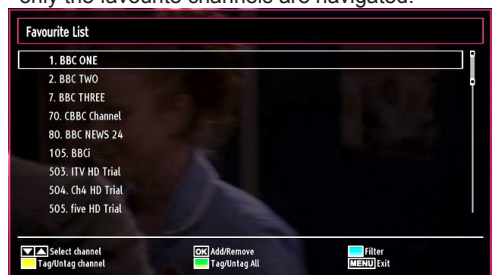 only the favourite channels are navigated.
Favourite List
1. BBC ONE
2. BBC TWO
7. BBC THREE
70. CBBC Channel
80. BBC NEWS 24
105. BBCi
503. ITV HD Trial
504. Ch4 HD Trial
505. five HD Trial
Select channel OK Add/Remove Filter
Tag/Untag channel Tag/Untag All MENU Exit